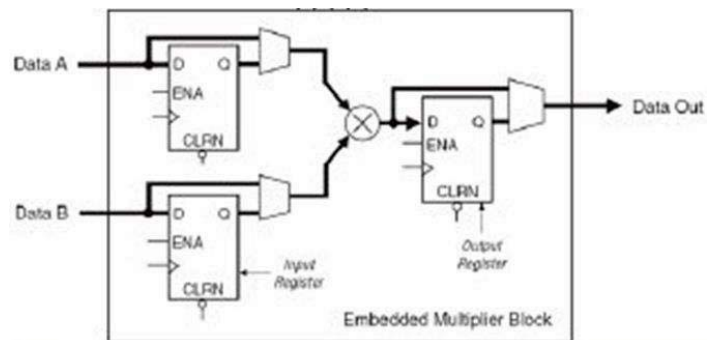 Data A
D Q
ENA
CLRN
Data B
D Q
ENA
CLRN
Input
Register
D Q
ENA
CLRN
Output
Register
Data Out
Embedded Multiplier Block